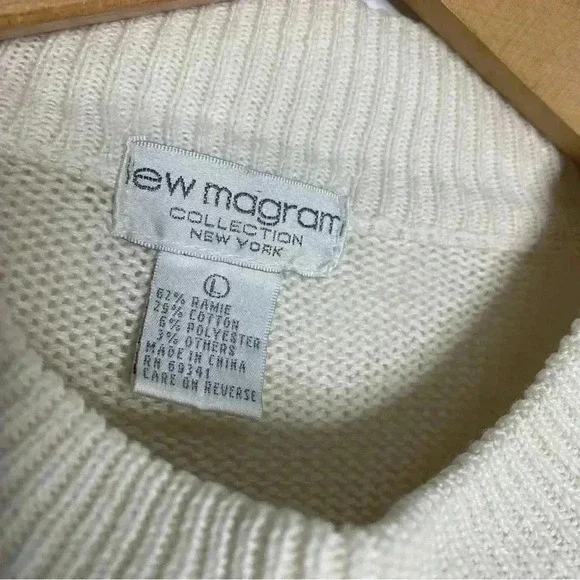 lew magram
COLLECTION
NEW YORK
L
62% RAMIE
29% COTTON
6% POLYESTER
3% OTHERS
MADE IN CHINA
RN 69341
CARE ON REVERSE